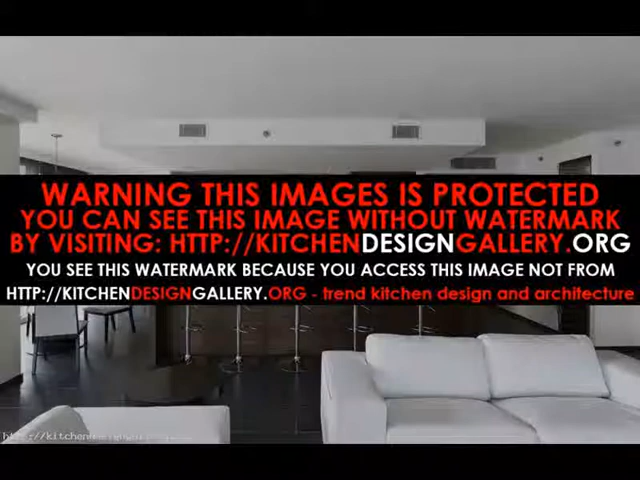 WARNING THIS IMAGES IS PROTECTED
YOU CAN SEE THIS IMAGE WITHOUT WATERMARK
BY VISITING: HTTP://KITCHENDESIGNGALLERY.ORG
YOU SEE THIS WATERMARK BECAUSE YOU ACCESS THIS IMAGE NOT FROM
HTTP://KITCHENDESIGNGALLERY.ORG - trend kitchen design and architecture